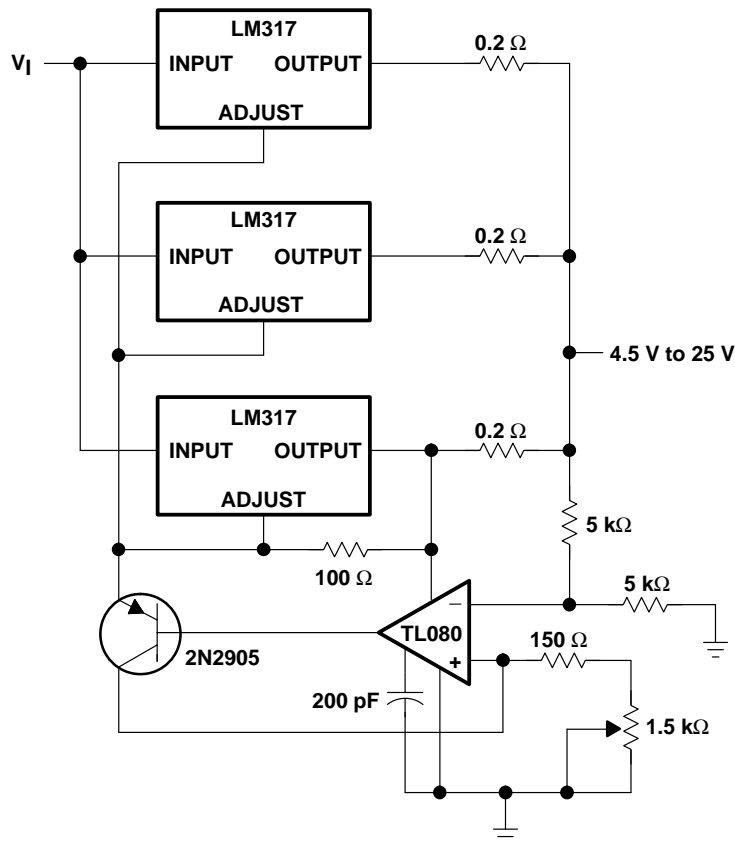 LM317
0.2 Ω
VI
INPUT OUTPUT
ADJUST
LM317
0.2 Ω
INPUT OUTPUT
ADJUST
4.5 V to 25 V
LM317
0.2 Ω
INPUT OUTPUT
ADJUST
5 kΩ
100 Ω
5 kΩ
−
TL080
+
2N2905
150 Ω
200 pF
1.5 kΩ